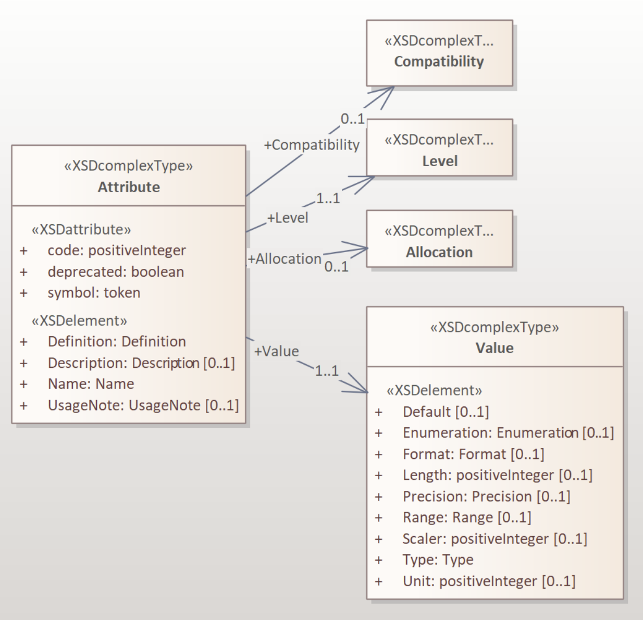 «XSDcomplexT...
Compatibility
0..1
+Compatibility
«XSDcomplexT...
Level
1..1
+Level
«XSDcomplexT...
Allocation
+Allocation
0..1
«XSDcomplexType»
Attribute
«XSDattribute»
+ code: positiveInteger
+ deprecated: boolean
+ symbol: token
«XSDelement»
+ Definition: Definition
+ Description: Description [0..1]
+ Name: Name
+ UsageNote: UsageNote [0..1]
+Value
1..1
«XSDcomplexType»
Value
«XSDelement»
+ Default [0..1]
+ Enumeration: Enumeration [0..1]
+ Format: Format [0..1]
+ Length: positiveInteger [0..1]
+ Precision: Precision [0..1]
+ Range: Range [0..1]
+ Scaler: positiveInteger [0..1]
+ Type: Type
+ Unit: positiveInteger [0..1]